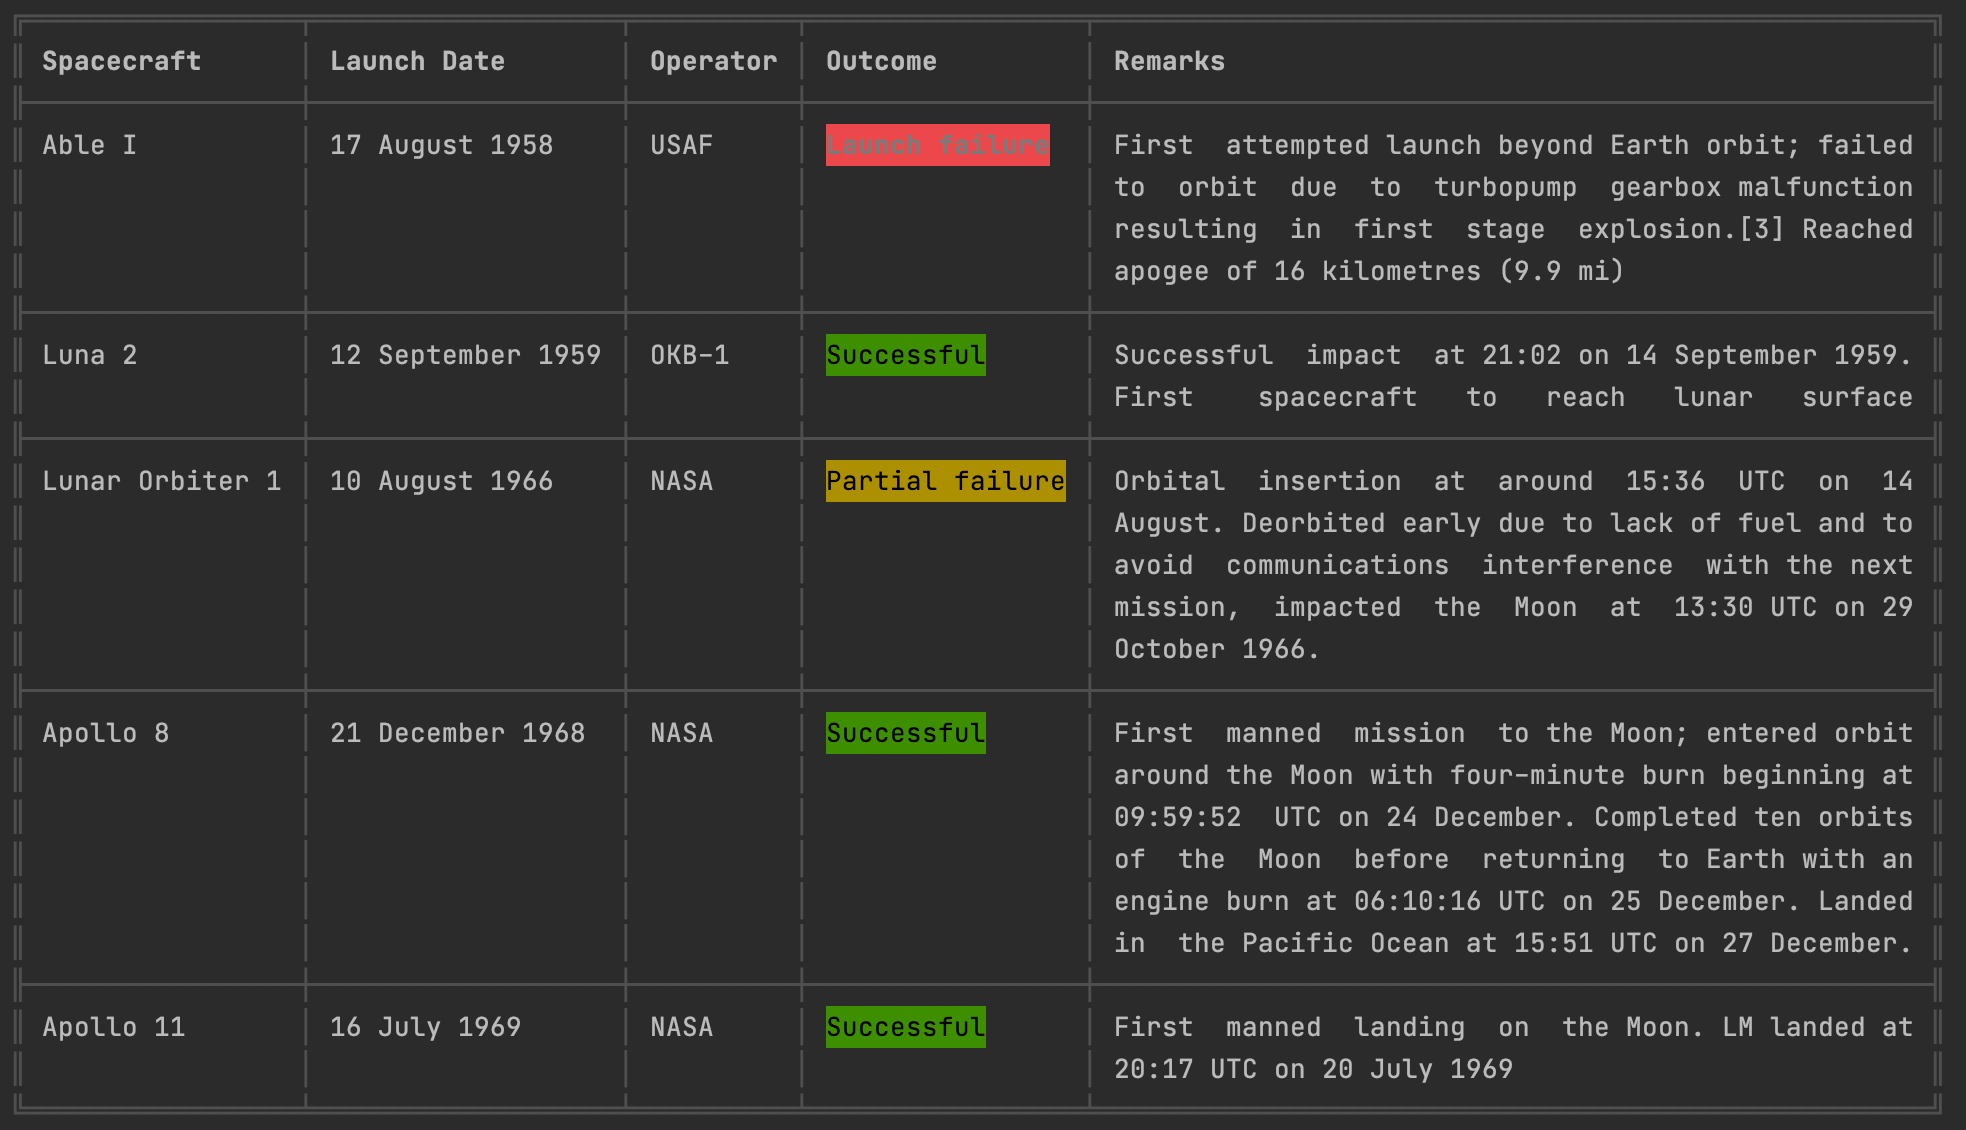 Spacecraft Launch Date Operator Outcome Remarks
Able I 17 August 1958 USAF Launch failure First attempted launch beyond Earth orbit; failed
to orbit due to turbopump gearbox malfunction
resulting in first stage explosion.[3] Reached
apogee of 16 kilometres (9.9 mi)
Luna 2 12 September 1959 OKB-1 Successful Successful impact at 21:02 on 14 September 1959.
First spacecraft to reach lunar surface
Lunar Orbiter 1 10 August 1966 NASA Partial failure Orbital insertion at around 15:36 UTC on 14
August. Deorbited early due to lack of fuel and to
avoid communications interference with the next
mission, impacted the Moon at 13:30 UTC on 29
October 1966.
Apollo 8 21 December 1968 NASA Successful First manned mission to the Moon; entered orbit
around the Moon with four-minute burn beginning at
09:59:52 UTC on 24 December. Completed ten orbits
of the Moon before returning to Earth with an
engine burn at 06:10:16 UTC on 25 December. Landed
in the Pacific Ocean at 15:51 UTC on 27 December.
Apollo 11 16 July 1969 NASA Successful First manned landing on the Moon. LM landed at
20:17 UTC on 20 July 1969